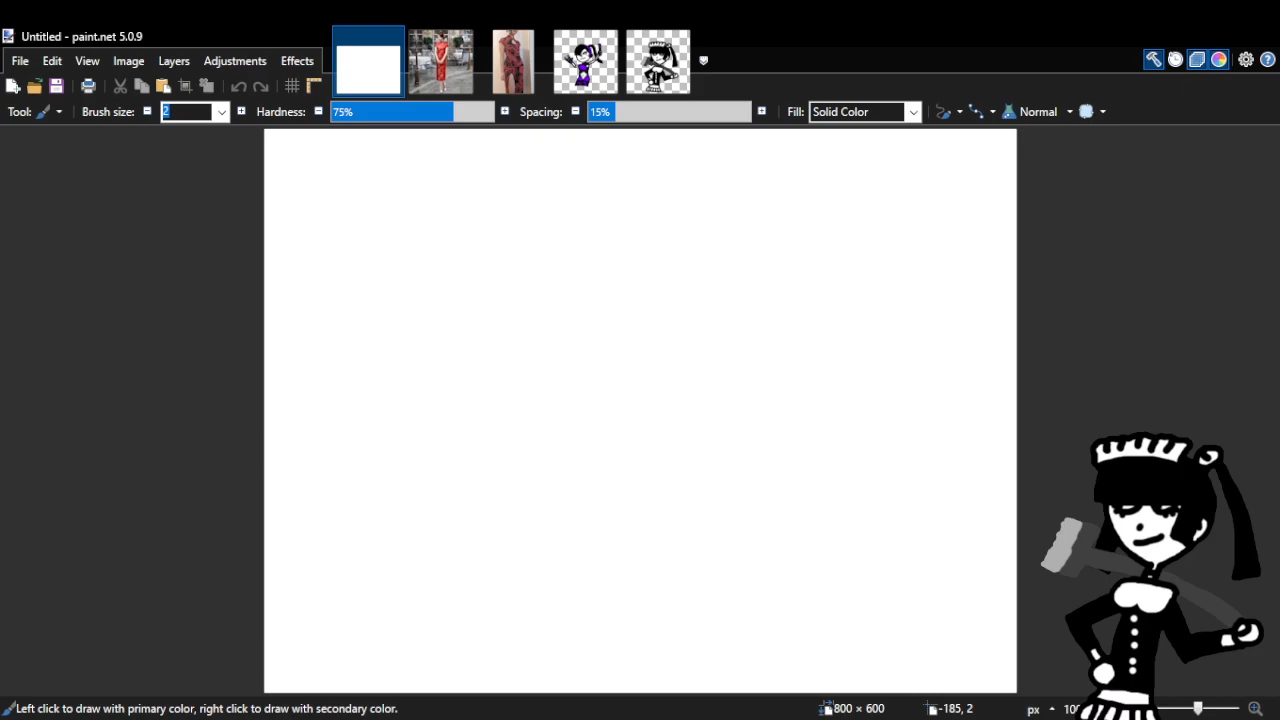 Untitled - paint.net 5.0.9
File Edit View Image Layers Adjustments Effects
Tool: Brush size: 2 Hardness: 75% Spacing: 15% Fill: Solid Color Normal
Left click to draw with primary color, right click to draw with secondary color. 800 × 600 -185, 2 px